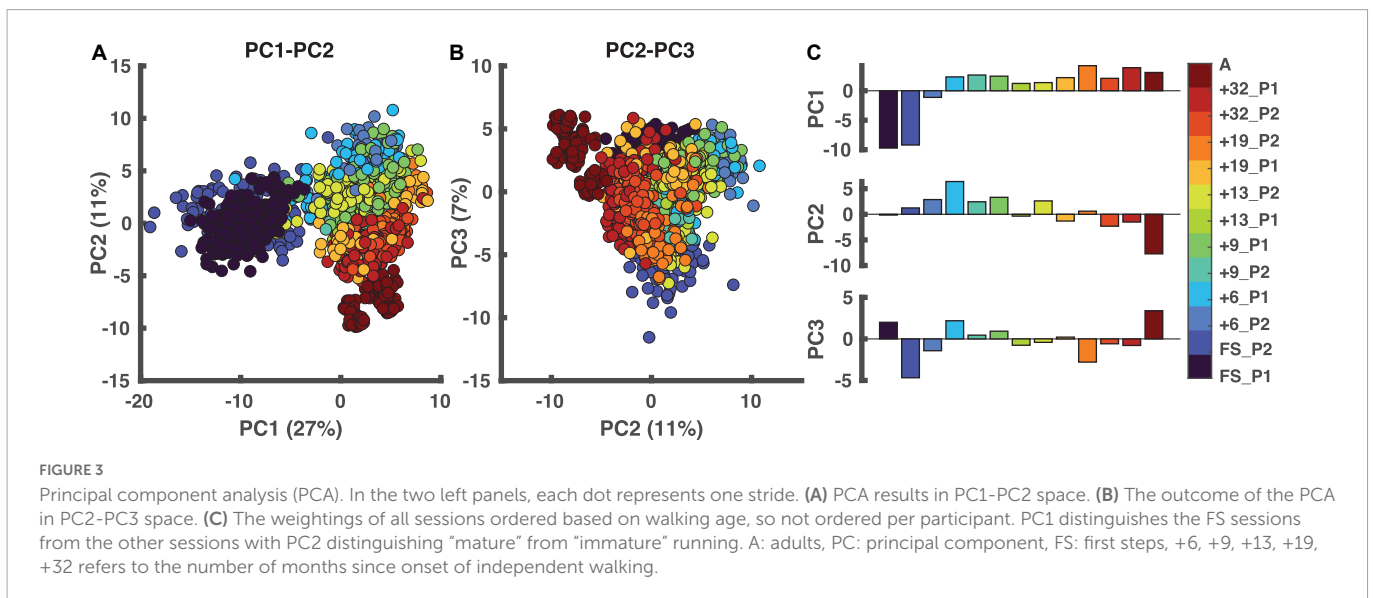 A
PC1-PC2
15
10
5
0
-5
-10
-15
PC2 (11%)
-20
-10
0
10
PC1 (27%)
B
PC2-PC3
10
5
0
-5
-10
-15
PC3 (7%)
-10
0
10
PC2 (11%)
C
PC1
0
-5
-10
PC2
5
0
-5
-10
PC3
5
0
-5
A
+32_P1
+32_P2
+19_P2
+19_P1
+13_P2
+13_P1
+9_P1
+9_P2
+6_P1
+6_P2
FS_P2
FS_P1
FIGURE 3
Principal component analysis (PCA). In the two left panels, each dot represents one stride. (A) PCA results in PC1-PC2 space. (B) The outcome of the PCA
in PC2-PC3 space. (C) The weightings of all sessions ordered based on walking age, so not ordered per participant. PC1 distinguishes the FS sessions
from the other sessions with PC2 distinguishing “mature” from “immature” running. A: adults, PC: principal component, FS: first steps, +6, +9, +13, +19,
+32 refers to the number of months since onset of independent walking.